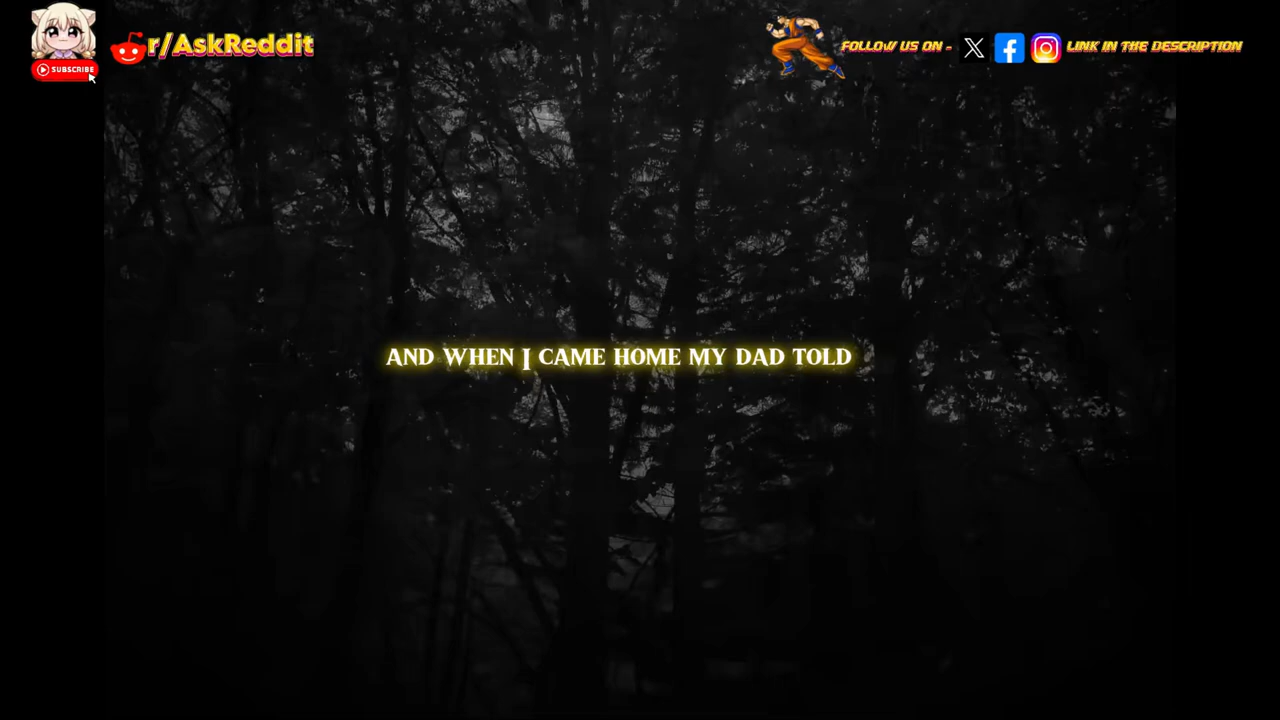 r/AskReddit
SUBSCRIBE
FOLLOW US ON -
LINK IN THE DESCRIPTION
AND WHEN I CAME HOME MY DAD TOLD